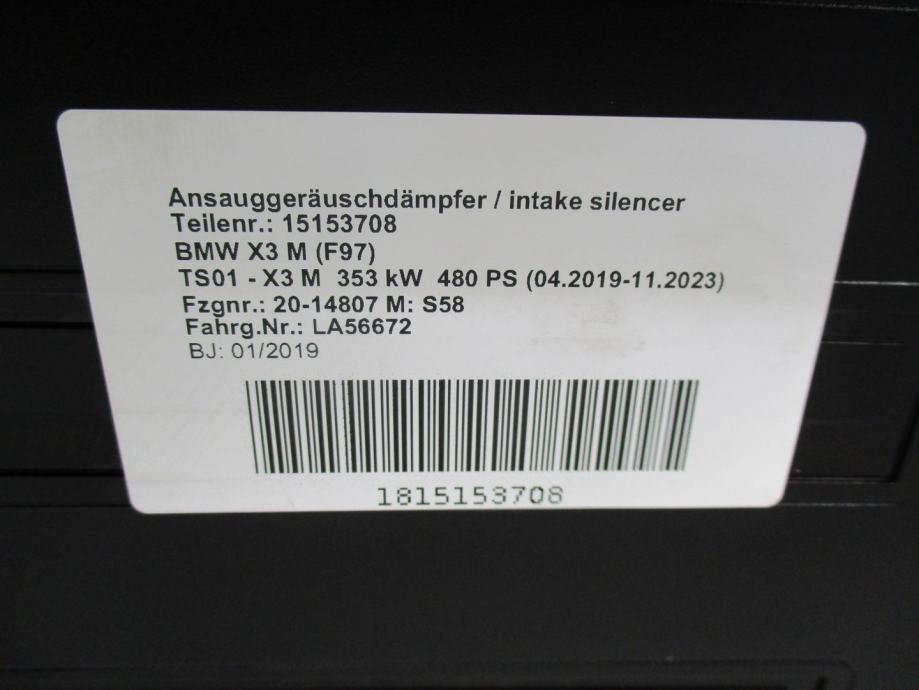 Ansauggeräuschdämpfer / intake silencer
Teilenr.: 15153708
BMW X3 M (F97)
TS01 - X3 M 353 kW 480 PS (04.2019-11.2023)
Fzgnr.: 20-14807 M: S58
Fahrg.Nr.: LA56672
BJ: 01/2019
1815153708